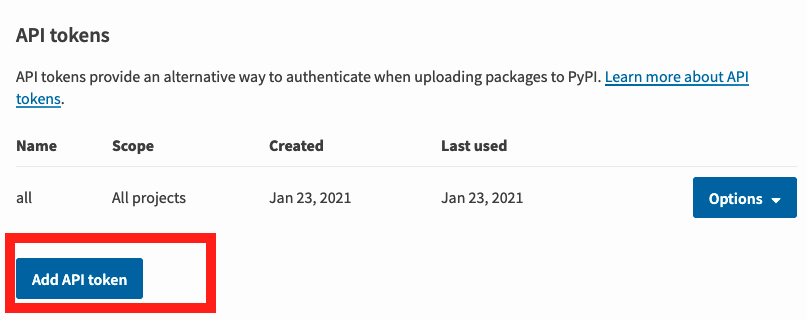 API tokens
API tokens provide an alternative way to authenticate when uploading packages to PyPI. Learn more about API
tokens.
Name Scope Created Last used
all All projects Jan 23, 2021 Jan 23, 2021 Options
Add API token